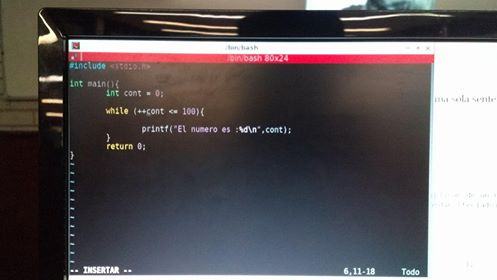 /bin/bash
/bin/bash 80x24
#include <stdio.h>
int main(){
int cont = 0;
while (++cont <= 100){
printf("El numero es :%d\n",cont);
}
return 0;
}
~
~
~
~
~
~
~
~
~
~
~
-- INSERTAR --
6,11-18
Todo
ma sola sente